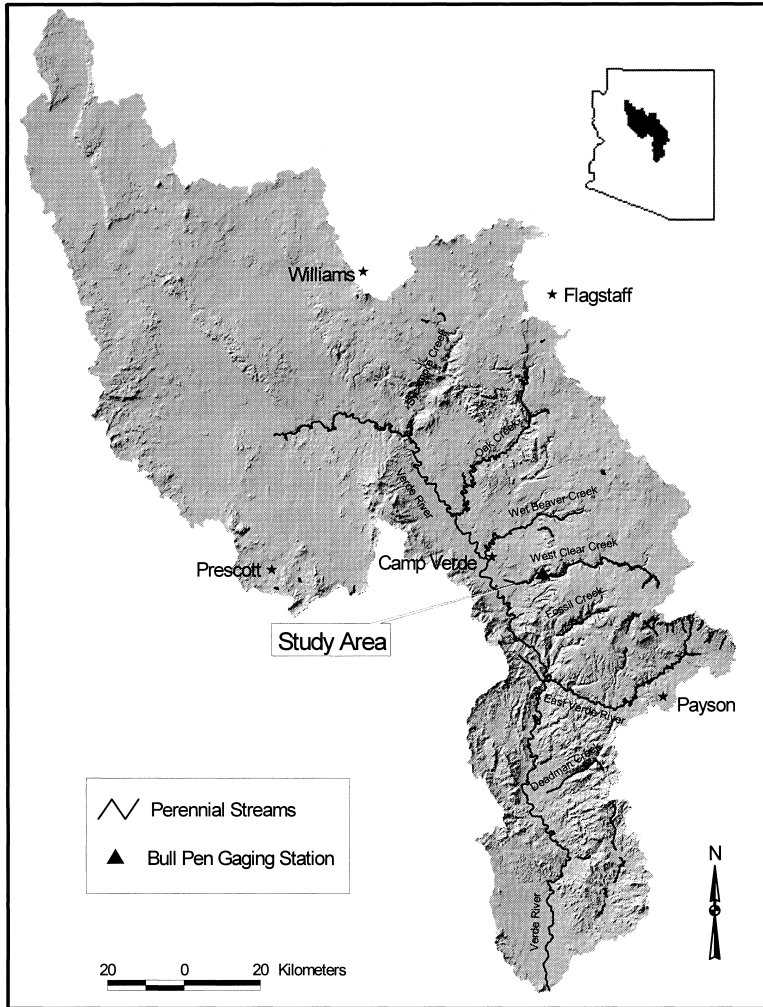 Williams
Flagstaff
Sycamore Creek
Oak Creek
Verde River
Wet Beaver Creek
West Clear Creek
Camp Verde
Prescott
Fossil Creek
Study Area
East Verde River
Payson
Deadman Creek
Perennial Streams
Bull Pen Gaging Station
N
Verde River
20 0 20 Kilometers